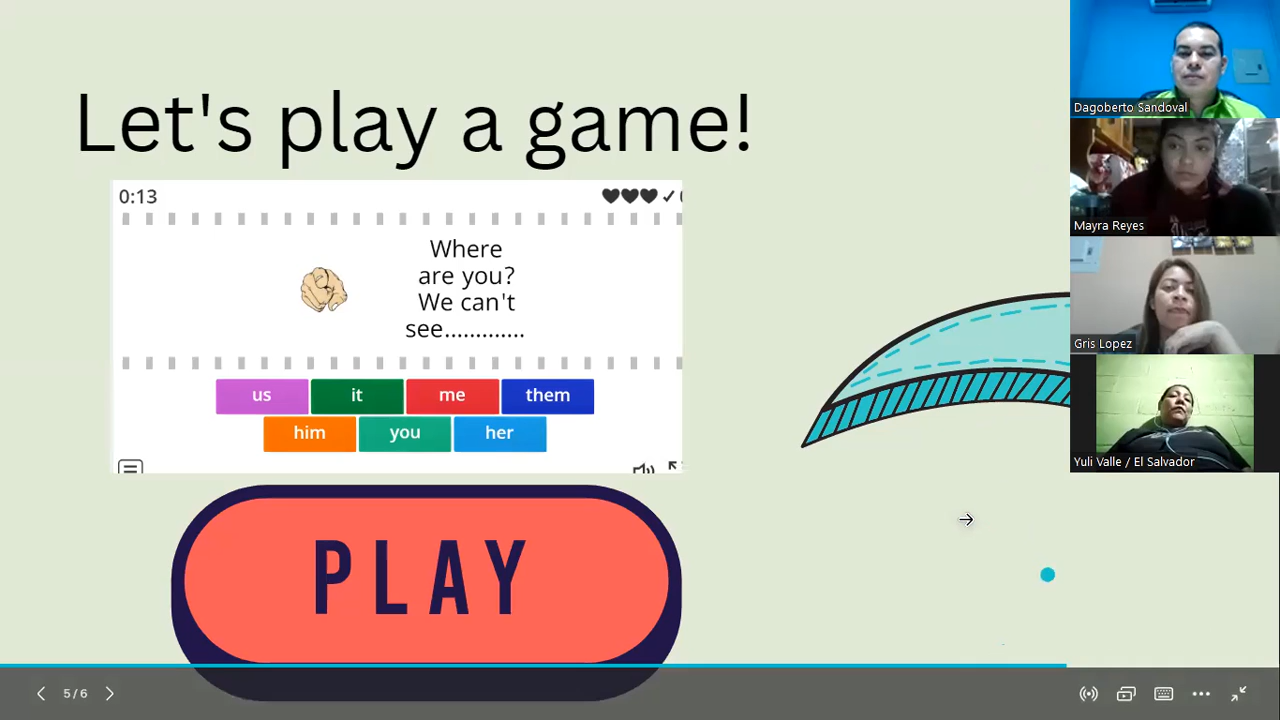 Let's play a game!
0:13
Where
are you?
We can't
see.............
us
it
me
them
him
you
her
PLAY
5/6
Dagoberto Sandoval
Mayra Reyes
Gris Lopez
Yuli Valle / El Salvador